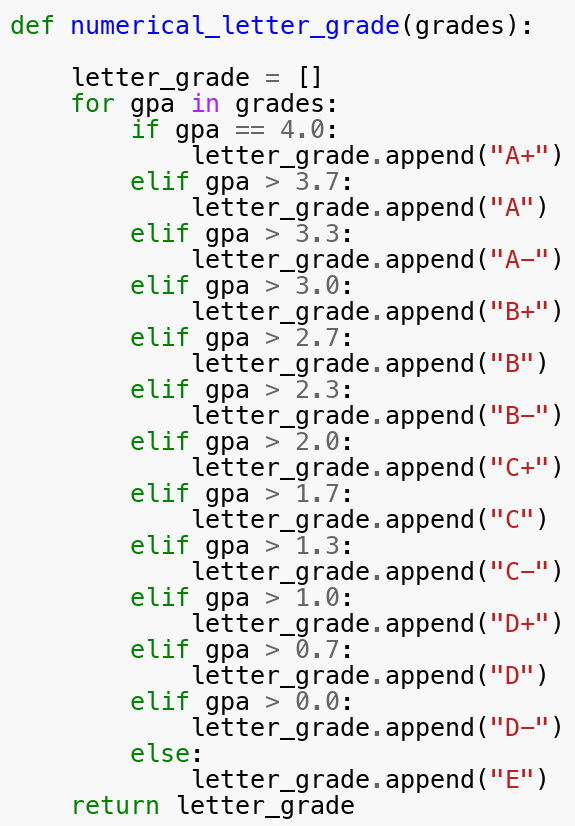 def numerical_letter_grade(grades):
    letter_grade = []
    for gpa in grades:
        if gpa == 4.0:
            letter_grade.append("A+")
        elif gpa > 3.7:
            letter_grade.append("A")
        elif gpa > 3.3:
            letter_grade.append("A-")
        elif gpa > 3.0:
            letter_grade.append("B+")
        elif gpa > 2.7:
            letter_grade.append("B")
        elif gpa > 2.3:
            letter_grade.append("B-")
        elif gpa > 2.0:
            letter_grade.append("C+")
        elif gpa > 1.7:
            letter_grade.append("C")
        elif gpa > 1.3:
            letter_grade.append("C-")
        elif gpa > 1.0:
            letter_grade.append("D+")
        elif gpa > 0.7:
            letter_grade.append("D")
        elif gpa > 0.0:
            letter_grade.append("D-")
        else:
            letter_grade.append("E")
    return letter_grade